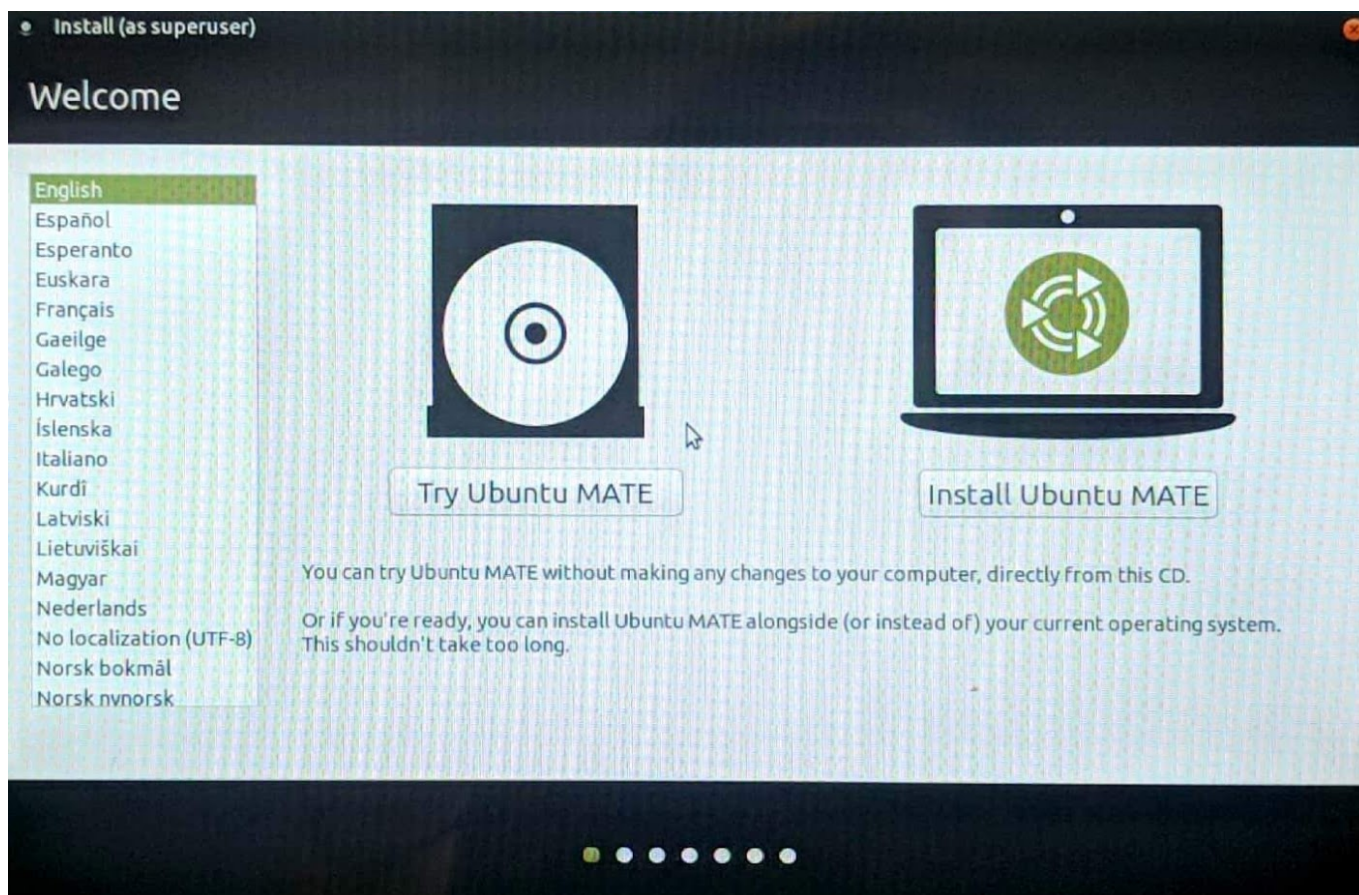 Install (as superuser)
Welcome
English
Español
Esperanto
Euskara
Français
Gaeilge
Galego
Hrvatski
Íslenska
Italiano
Kurdî
Latviski
Lietuviškai
Magyar
Nederlands
No localization (UTF-8)
Norsk bokmål
Norsk nynorsk
Try Ubuntu MATE
Install Ubuntu MATE
You can try Ubuntu MATE without making any changes to your computer, directly from this CD.
Or if you're ready, you can install Ubuntu MATE alongside (or instead of) your current operating system.
This shouldn't take too long.